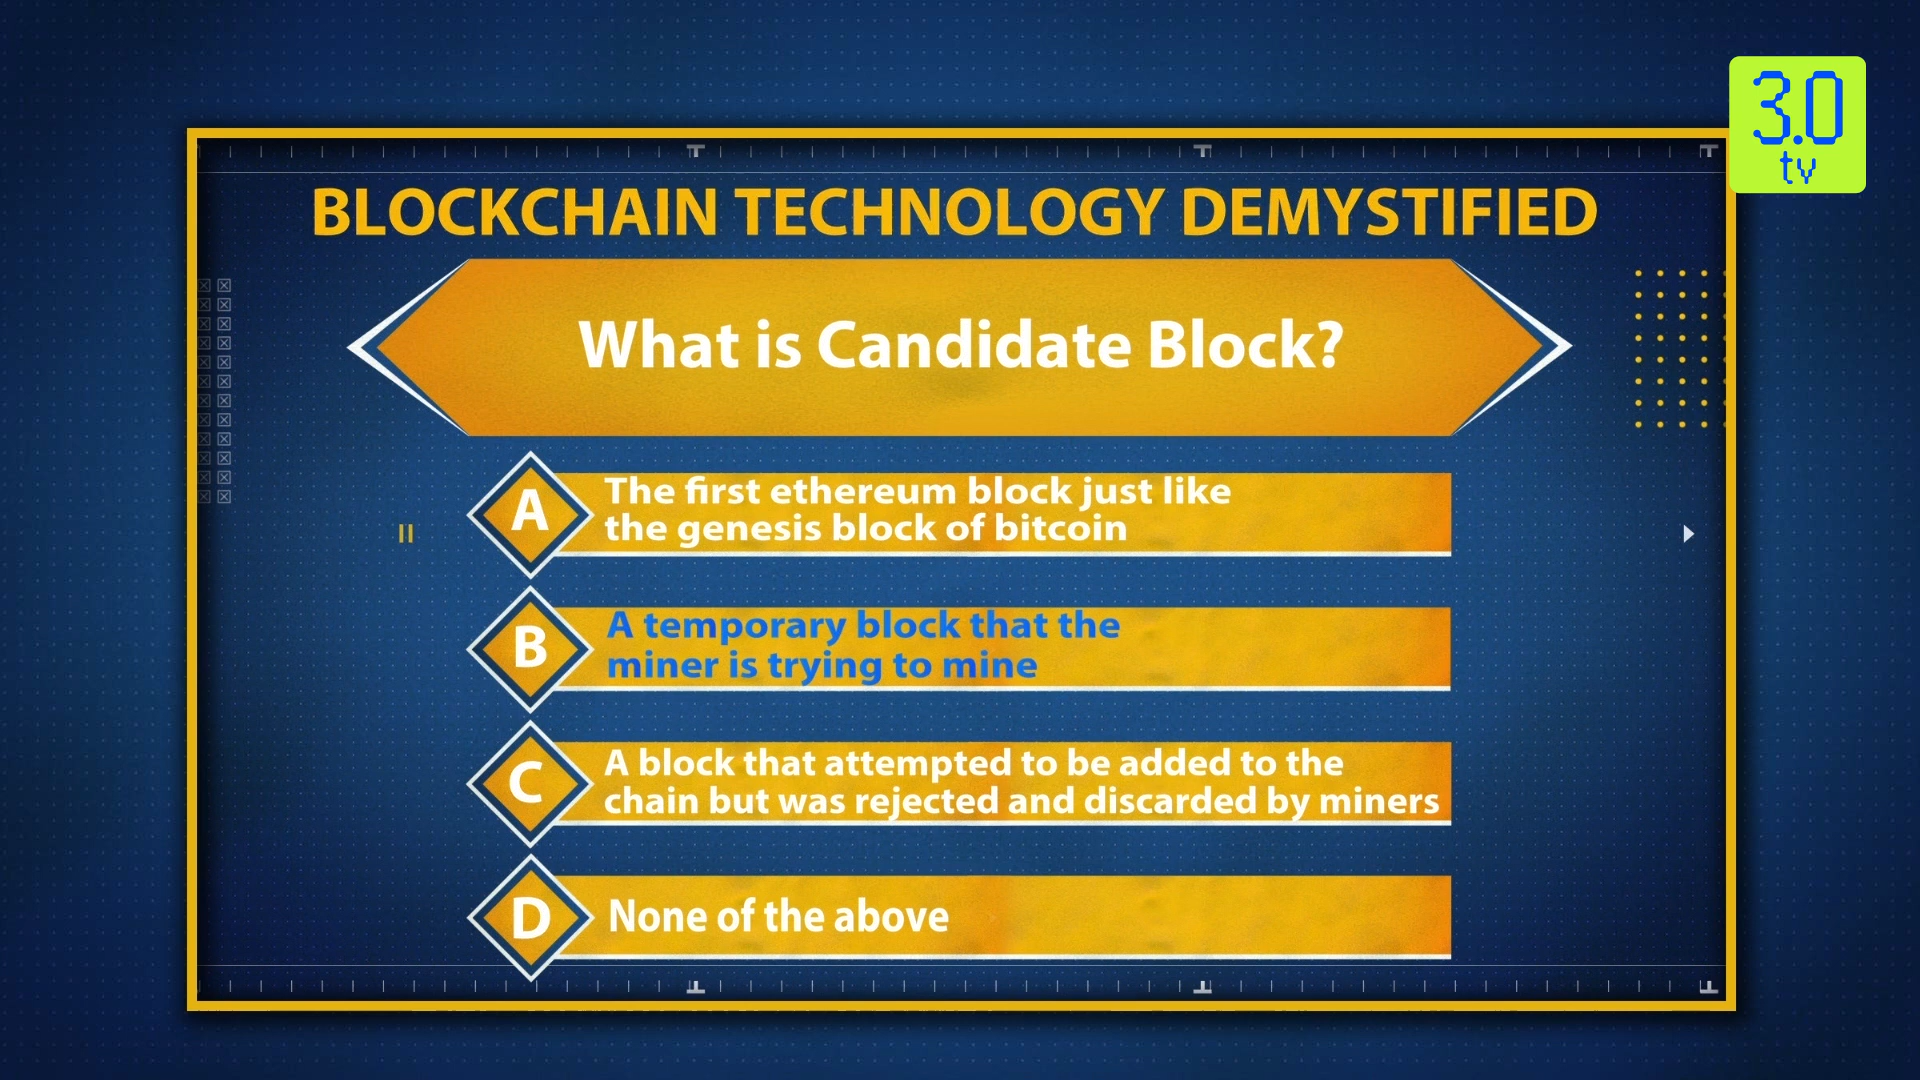 3.0
tv
BLOCKCHAIN TECHNOLOGY DEMYSTIFIED
What is Candidate Block?
A
The first ethereum block just like
the genesis block of bitcoin
B
A temporary block that the
miner is trying to mine
C
A block that attempted to be added to the
chain but was rejected and discarded by miners
D
None of the above